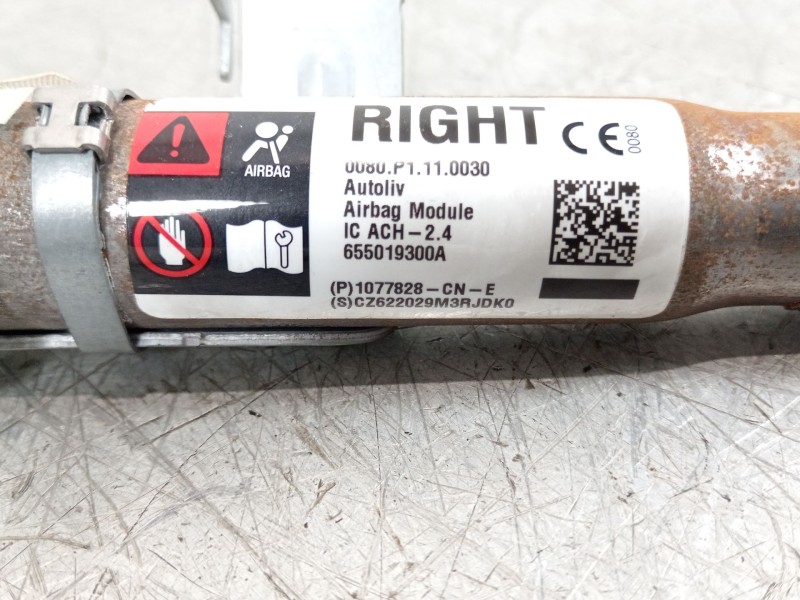 RIGHT
CE
0080
AIRBAG
0080.P1.11.0030
Autoliv
Airbag Module
IC ACH-2.4
655019300A
(P)1077828-CN-E
(S)CZ622029M3RJDK0